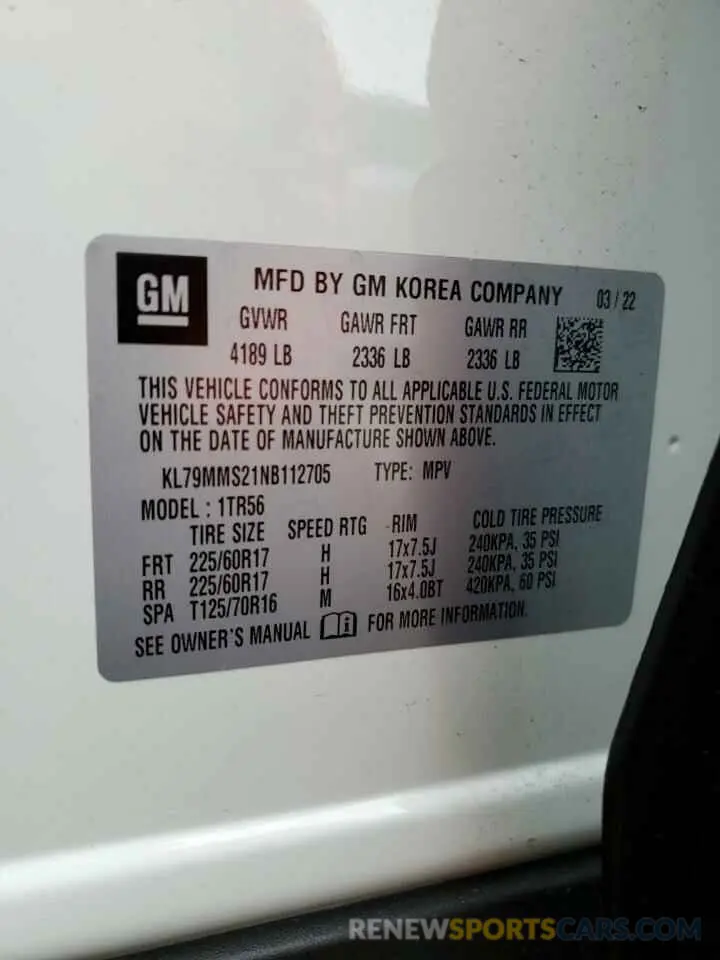 GM MFD BY GM KOREA COMPANY 03 / 22
GVWR GAWR FRT GAWR RR
4189 LB 2336 LB 2336 LB
THIS VEHICLE CONFORMS TO ALL APPLICABLE U.S. FEDERAL MOTOR
VEHICLE SAFETY AND THEFT PREVENTION STANDARDS IN EFFECT
ON THE DATE OF MANUFACTURE SHOWN ABOVE.
KL79MMS21NB112705 TYPE: MPV
MODEL : 1TR56
TIRE SIZE SPEED RTG RIM COLD TIRE PRESSURE
FRT 225/60R17 H 17x7.5J 240KPA, 35 PSI
RR 225/60R17 H 17x7.5J 240KPA, 35 PSI
SPA T125/70R16 M 16x4.0BT 420KPA, 60 PSI
SEE OWNER'S MANUAL FOR MORE INFORMATION.
RENEWSPORTSCARS.COM